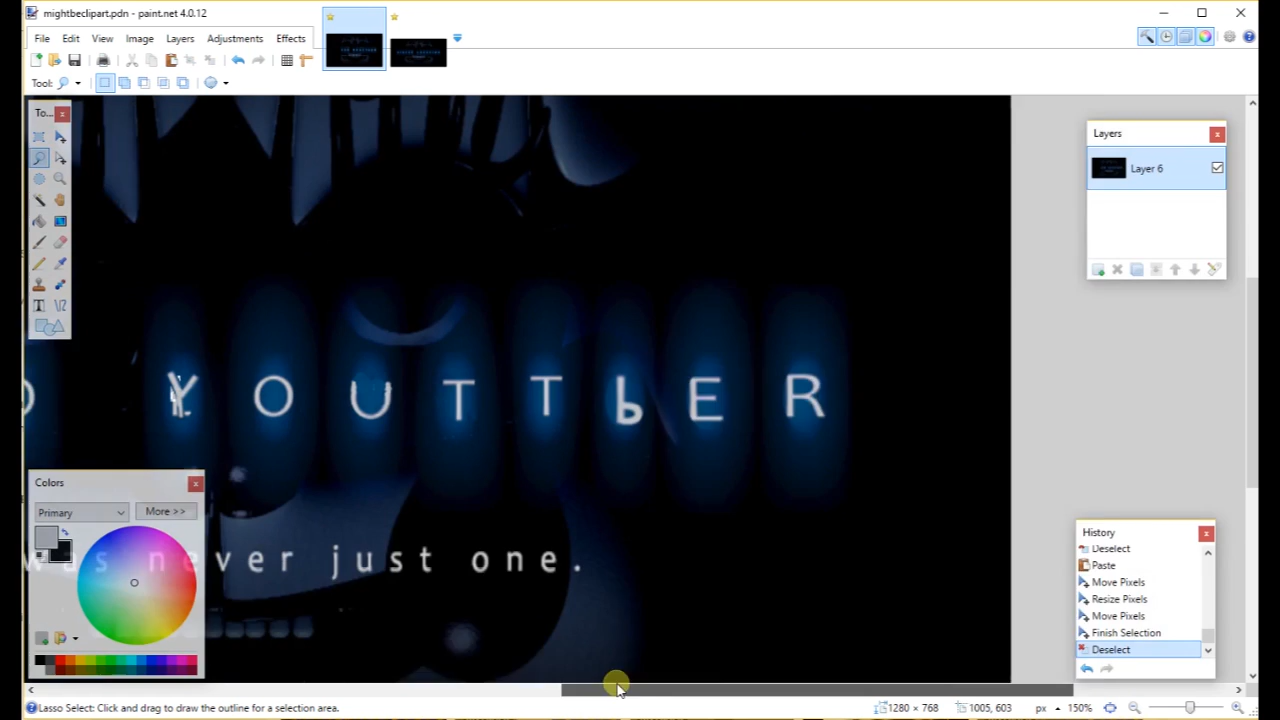 mightbeclipart.pdn - paint.net 4.0.12
File Edit View Image Layers Adjustments Effects
Tool:
To...
Layers
Layer 6
Y O U T T b E R
Colors
Primary
More >>
was never just one.
History
Deselect
Paste
Move Pixels
Resize Pixels
Move Pixels
Finish Selection
Deselect
Lasso Select: Click and drag to draw the outline for a selection area.
1280 × 768
1005, 603
px
150%